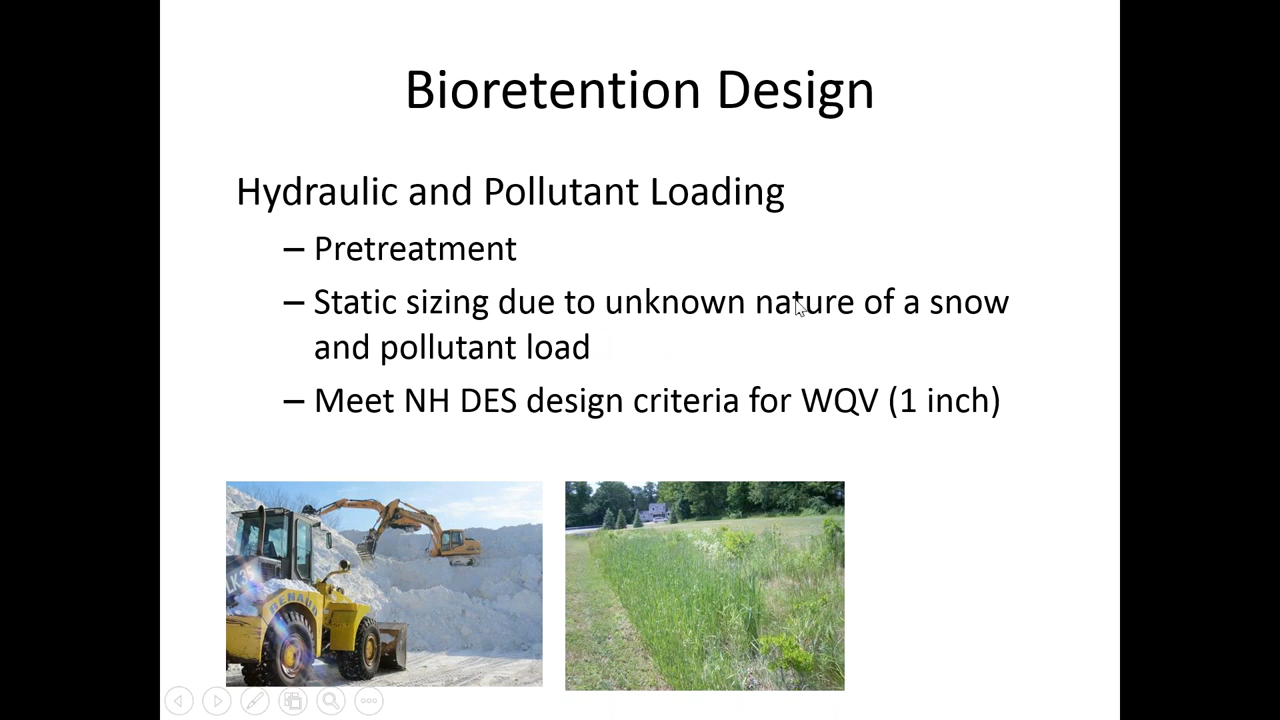 Bioretention Design
Hydraulic and Pollutant Loading
– Pretreatment
– Static sizing due to unknown nature of a snow
and pollutant load
– Meet NH DES design criteria for WQV (1 inch)
RENAUD